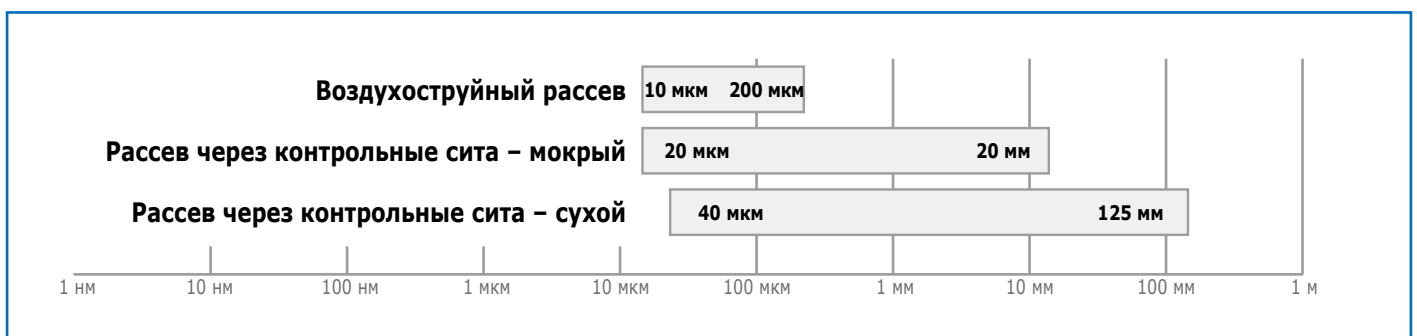 Воздухоструйный рассев 10 мкм 200 мкм
Рассев через контрольные сита – мокрый 20 мкм 20 мм
Рассев через контрольные сита – сухой 40 мкм 125 мм
1 нм 10 нм 100 нм 1 мкм 10 мкм 100 мкм 1 мм 10 мм 100 мм 1 м